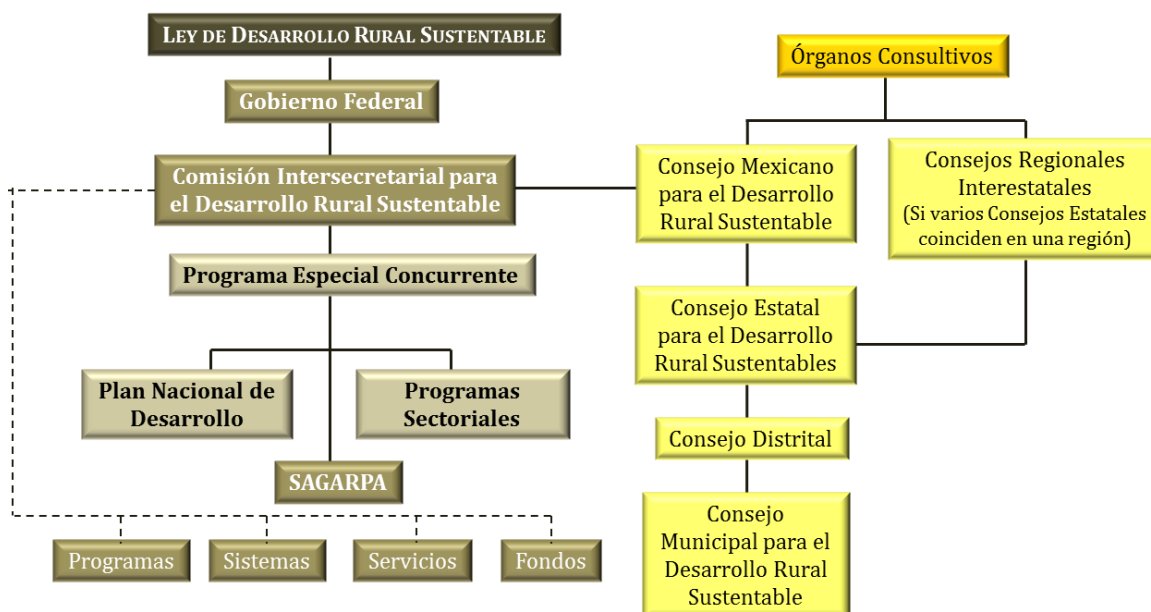 LEY DE DESARROLLO RURAL SUSTENTABLE
Gobierno Federal
Comisión Intersecretarial para
el Desarrollo Rural Sustentable
Programa Especial Concurrente
Plan Nacional de
Desarrollo
Programas
Sectoriales
SAGARPA
Programas
Sistemas
Servicios
Fondos
Órganos Consultivos
Consejo Mexicano
para el Desarrollo
Rural Sustentable
Consejos Regionales
Interestatales
(Si varios Consejos Estatales
coinciden en una región)
Consejo Estatal
para el Desarrollo
Rural Sustentables
Consejo Distrital
Consejo
Municipal para el
Desarrollo Rural
Sustentable